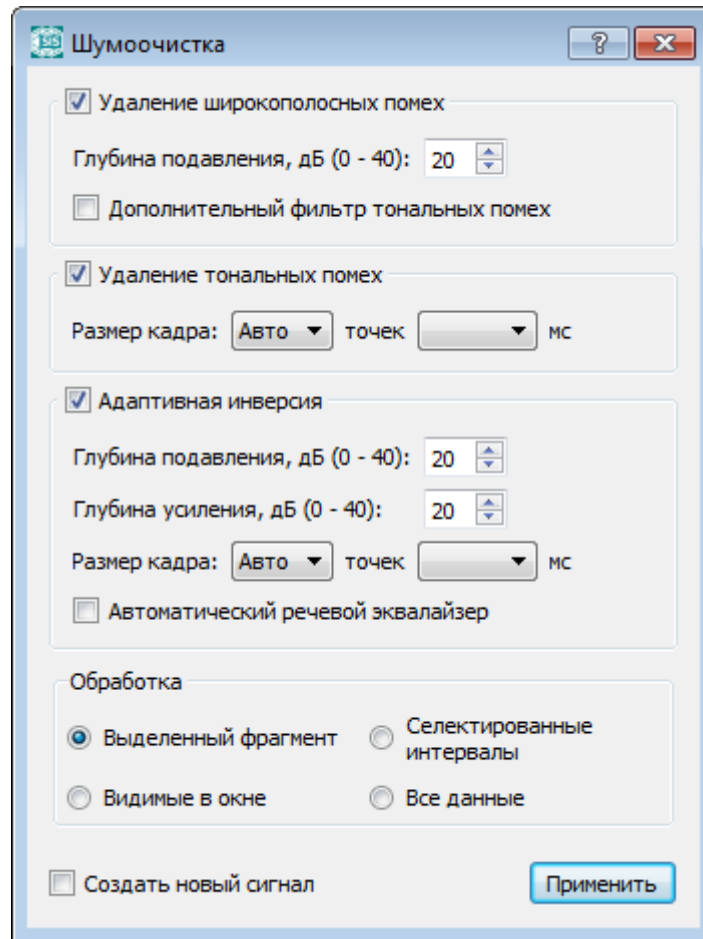 SIS
Шумоочистка
Удаление широкополосных помех
Глубина подавления, дБ (0 - 40): 20
Дополнительный фильтр тональных помех
Удаление тональных помех
Размер кадра: Авто точек мс
Адаптивная инверсия
Глубина подавления, дБ (0 - 40): 20
Глубина усиления, дБ (0 - 40): 20
Размер кадра: Авто точек мс
Автоматический речевой эквалайзер
Обработка
Выделенный фрагмент
Селектированные
интервалы
Видимые в окне
Все данные
Создать новый сигнал
Применить